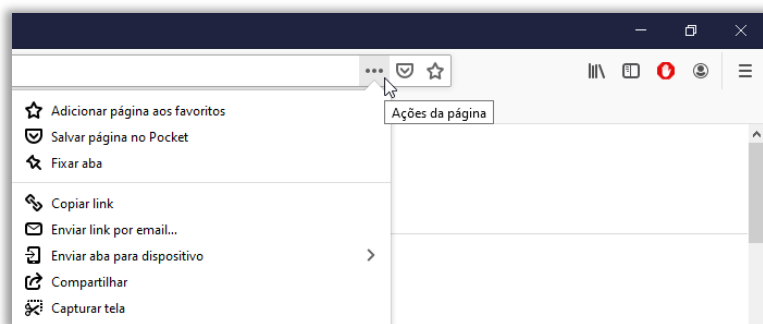 Adicionar página aos favoritos
Ações da página
Salvar página no Pocket
Fixar aba
Copiar link
Enviar link por email...
Enviar aba para dispositivo
Compartilhar
Capturar tela